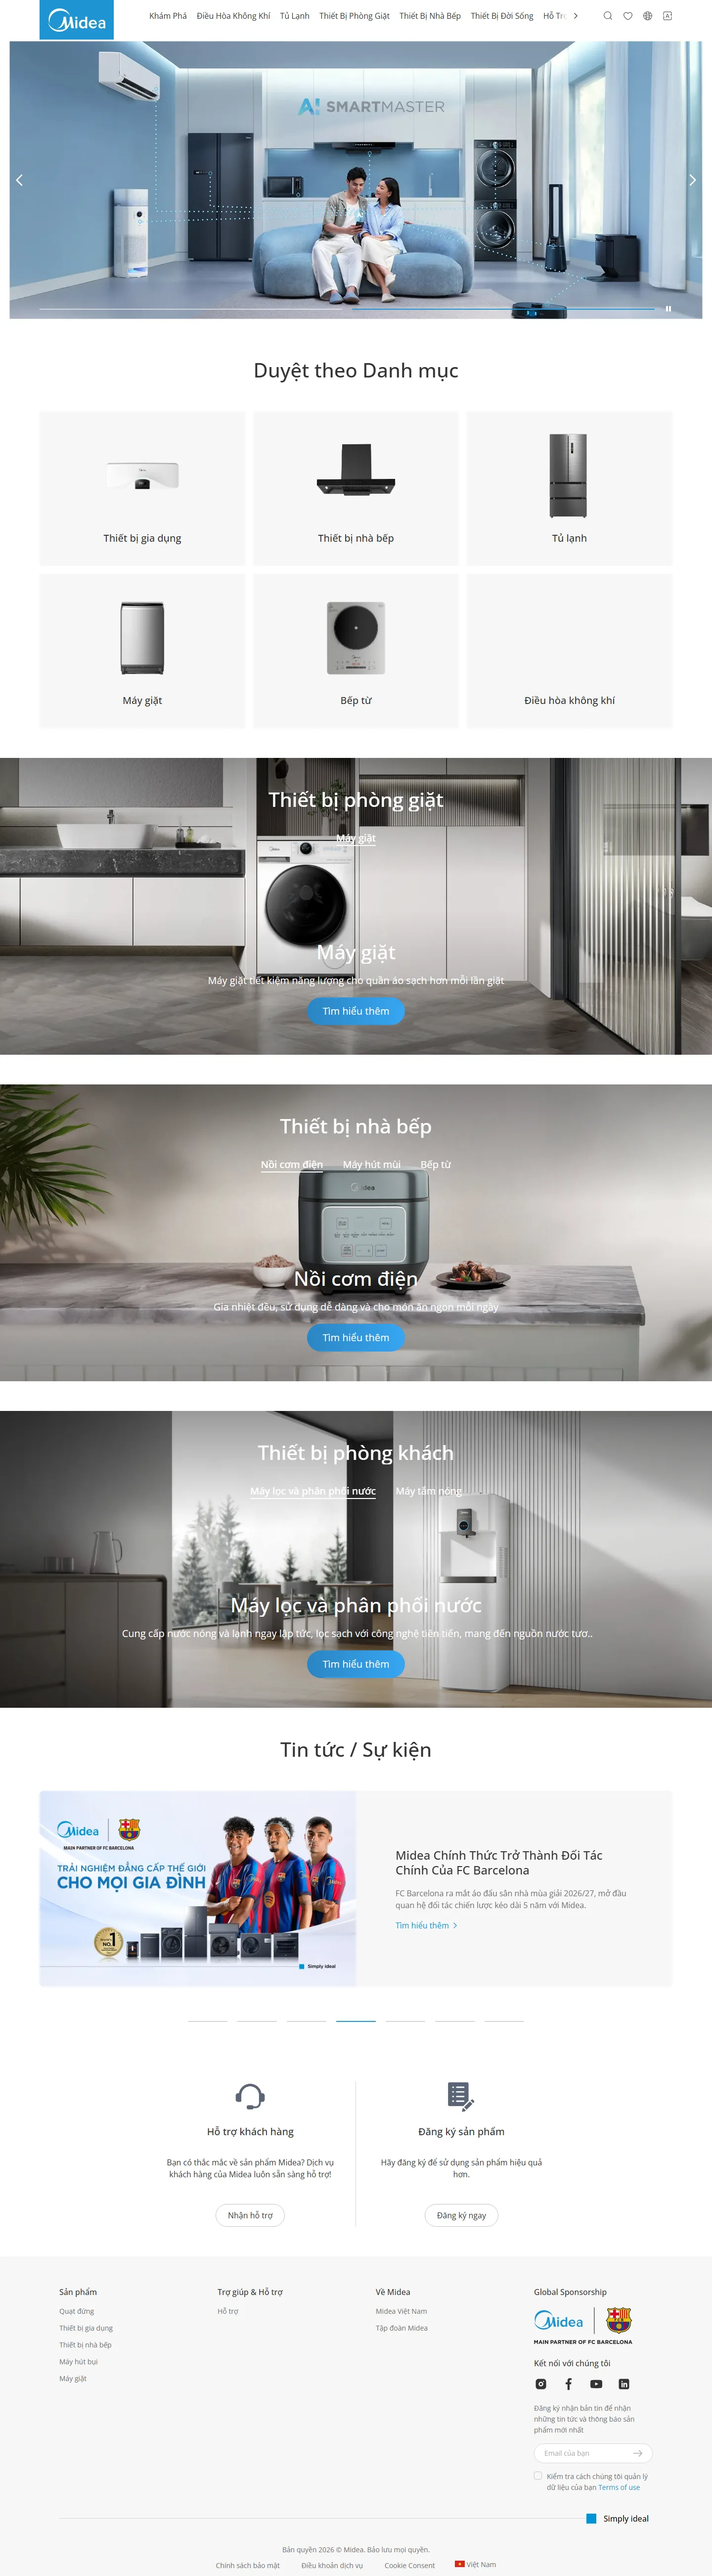 Midea
Khám Phá Điều Hòa Không Khí Tủ Lạnh Thiết Bị Phòng Giặt Thiết Bị Nhà Bếp Thiết Bị Đời Sống Hỗ Trợ
AI SMARTMASTER
Duyệt theo Danh mục
Thiết bị gia dụng
Thiết bị nhà bếp
Tủ lạnh
Máy giặt
Bếp từ
Điều hòa không khí
Thiết bị phòng giặt
Máy giặt
Máy giặt
Máy giặt tiết kiệm năng lượng cho quần áo sạch hơn mỗi lần giặt
Tìm hiểu thêm
Thiết bị nhà bếp
Nồi cơm điện Máy hút mùi Bếp từ
Midea
Nồi cơm điện
Gia nhiệt đều, sử dụng dễ dàng và cho món ăn ngon mỗi ngày
Tìm hiểu thêm
Thiết bị phòng khách
Máy lọc và phân phối nước Máy tắm nóng
Máy lọc và phân phối nước
Cung cấp nước nóng và lạnh ngay lập tức, lọc sạch với công nghệ tiên tiến, mang đến nguồn nước tươ..
Tìm hiểu thêm
Tin tức / Sự kiện
Midea
MAIN PARTNER OF FC BARCELONA
TRẢI NGHIỆM ĐẲNG CẤP THẾ GIỚI
CHO MỌI GIA ĐÌNH
NO.1
Simply ideal
Midea Chính Thức Trở Thành Đối Tác
Chính Của FC Barcelona
FC Barcelona ra mắt áo đấu sân nhà mùa giải 2026/27, mở đầu
quan hệ đối tác chiến lược kéo dài 5 năm với Midea.
Tìm hiểu thêm
Hỗ trợ khách hàng
Bạn có thắc mắc về sản phẩm Midea? Dịch vụ
khách hàng của Midea luôn sẵn sàng hỗ trợ!
Nhận hỗ trợ
Đăng ký sản phẩm
Hãy đăng ký để sử dụng sản phẩm hiệu quả
hơn.
Đăng ký ngay
Sản phẩm
Quạt đứng
Thiết bị gia dụng
Thiết bị nhà bếp
Máy hút bụi
Máy giặt
Trợ giúp & Hỗ trợ
Hỗ trợ
Về Midea
Midea Việt Nam
Tập đoàn Midea
Global Sponsorship
Midea
MAIN PARTNER OF FC BARCELONA
Kết nối với chúng tôi
Đăng ký nhận bản tin để nhận
những tin tức và thông báo sản
phẩm mới nhất
Email của bạn
Kiểm tra cách chúng tôi quản lý
dữ liệu của bạn Terms of use
Simply ideal
Bản quyền 2026 © Midea. Bảo lưu mọi quyền.
Chính sách bảo mật Điều khoản dịch vụ Cookie Consent Việt Nam